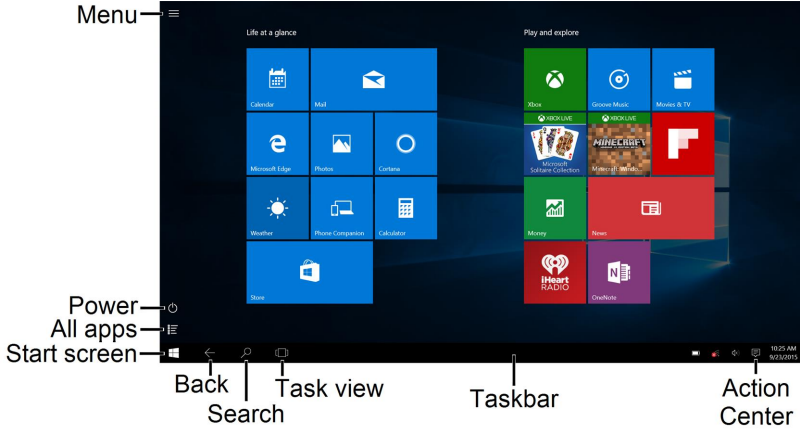 Menu
Life at a glance
Play and explore
Calendar
Mail
Xbox
Groove Music
Movies & TV
XBOX LIVE
XBOX LIVE
MINECRAFT
Microsoft Edge
Photos
Cortana
Microsoft
Solitaire Collection
Minecraft: Windo...
Weather
Phone Companion
Calculator
Money
News
iHeart
RADIO
N
Store
OneNote
Power
All apps
Start screen
10:25 AM
9/23/2015
Back
Search
Task view
Taskbar
Action
Center